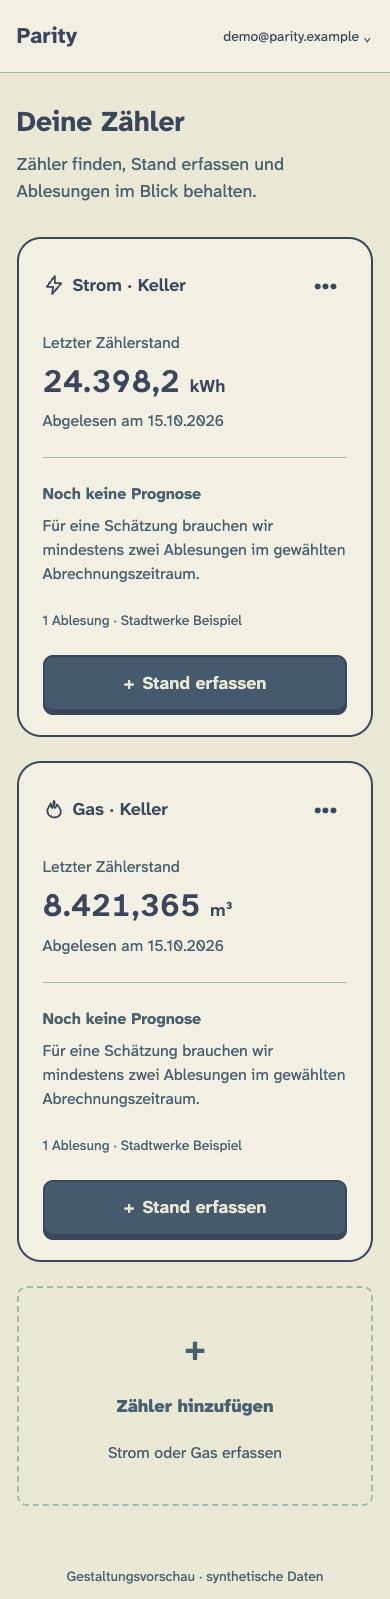 Parity
demo@parity.example
Deine Zähler
Zähler finden, Stand erfassen und
Ablesungen im Blick behalten.
Strom · Keller
Letzter Zählerstand
24.398,2 kWh
Abgelesen am 15.10.2026
Noch keine Prognose
Für eine Schätzung brauchen wir
mindestens zwei Ablesungen im gewählten
Abrechnungszeitraum.
1 Ablesung · Stadtwerke Beispiel
+ Stand erfassen
Gas · Keller
Letzter Zählerstand
8.421,365 m³
Abgelesen am 15.10.2026
Noch keine Prognose
Für eine Schätzung brauchen wir
mindestens zwei Ablesungen im gewählten
Abrechnungszeitraum.
1 Ablesung · Stadtwerke Beispiel
+ Stand erfassen
+
Zähler hinzufügen
Strom oder Gas erfassen
Gestaltungsvorschau · synthetische Daten